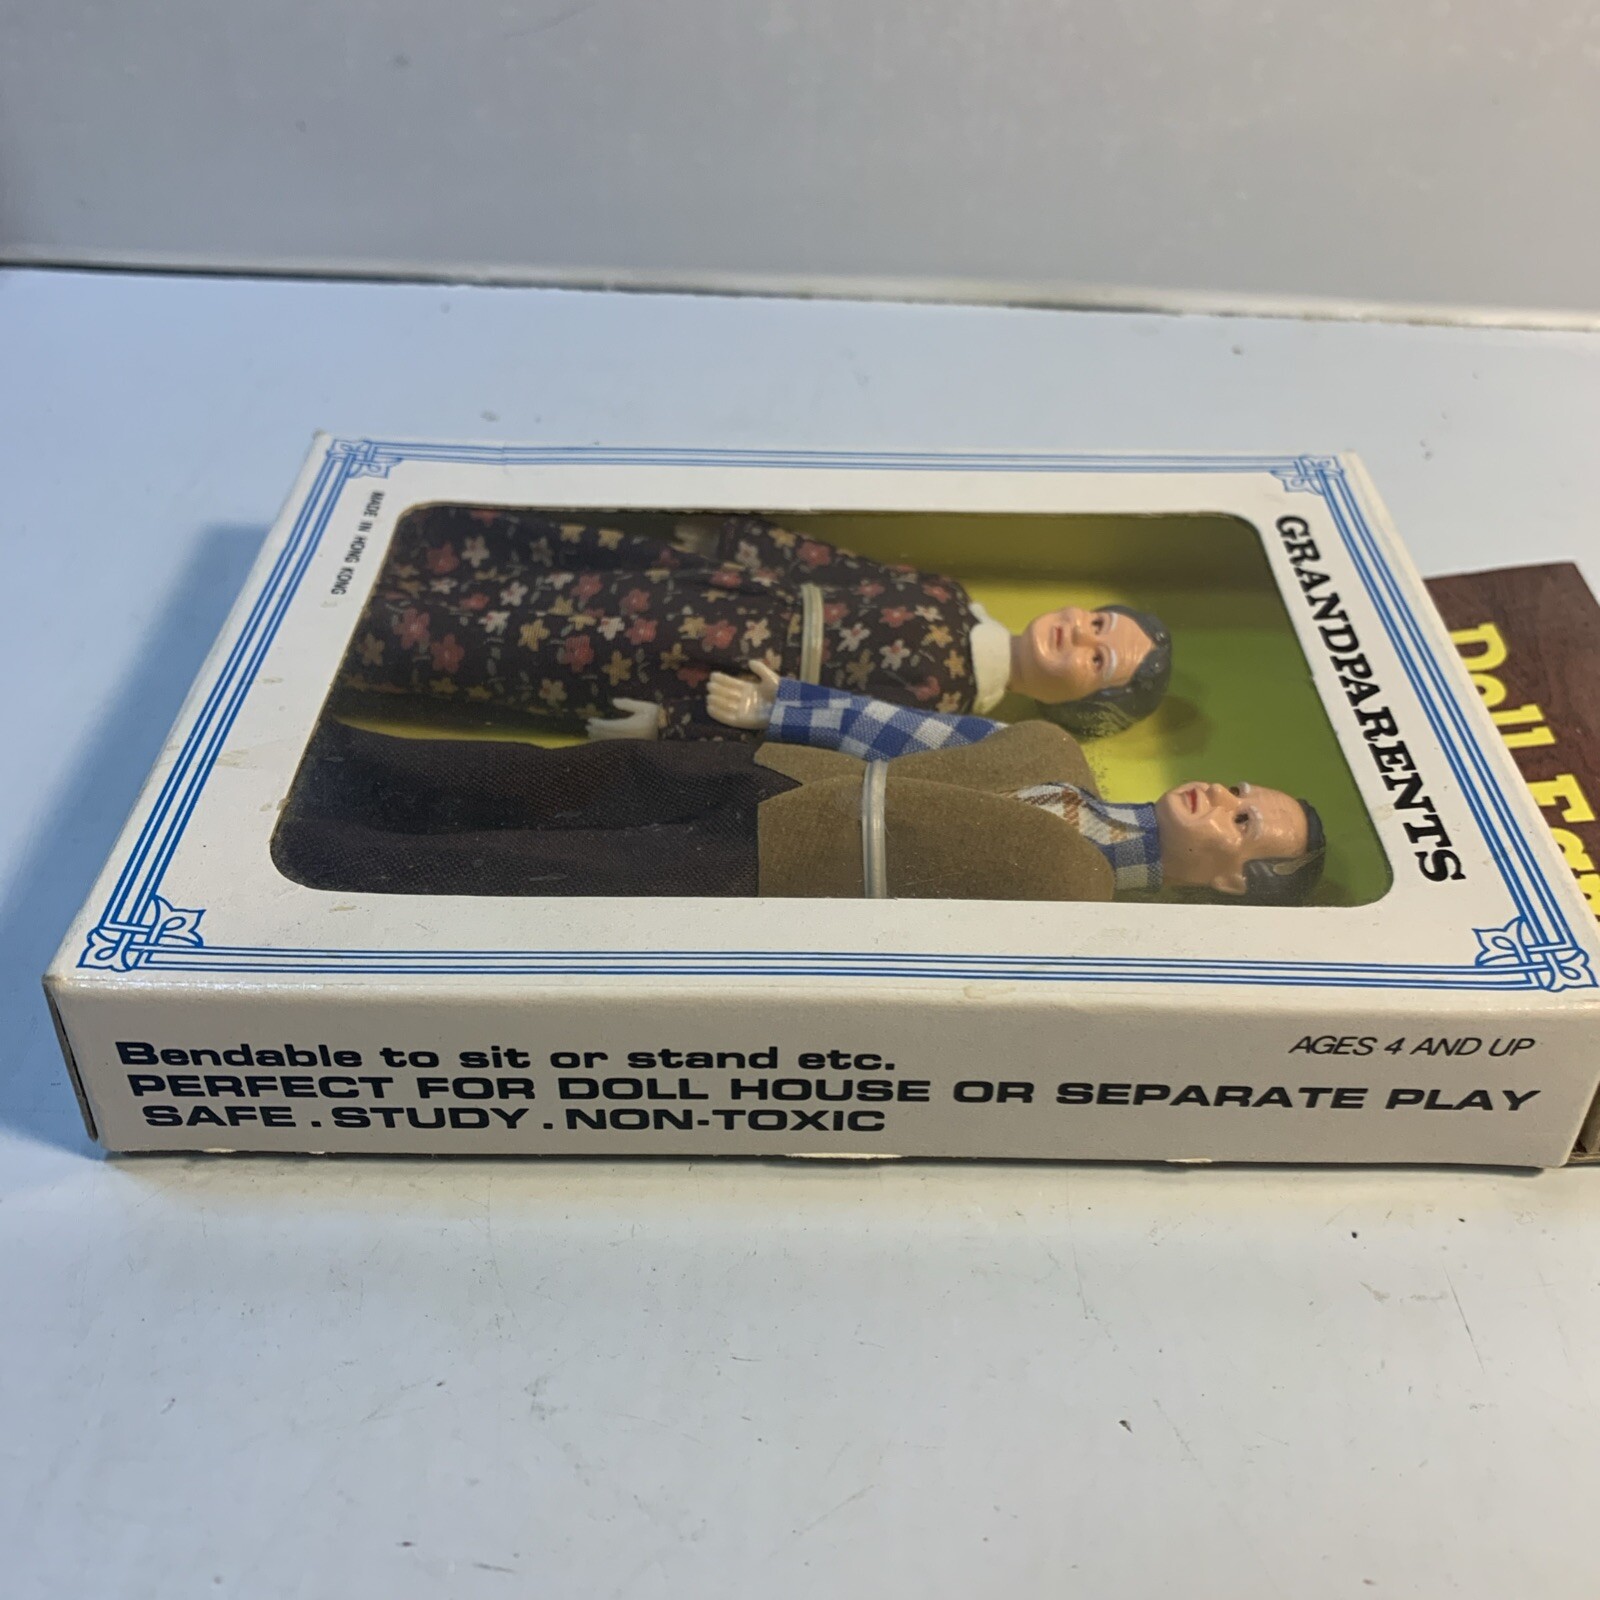 GRANDPARENTS
MADE IN HONG KONG
Doll
AGES 4 AND UP
Bendable to sit or stand etc.
PERFECT FOR DOLL HOUSE OR SEPARATE PLAY
SAFE. STUDY. NON-TOXIC